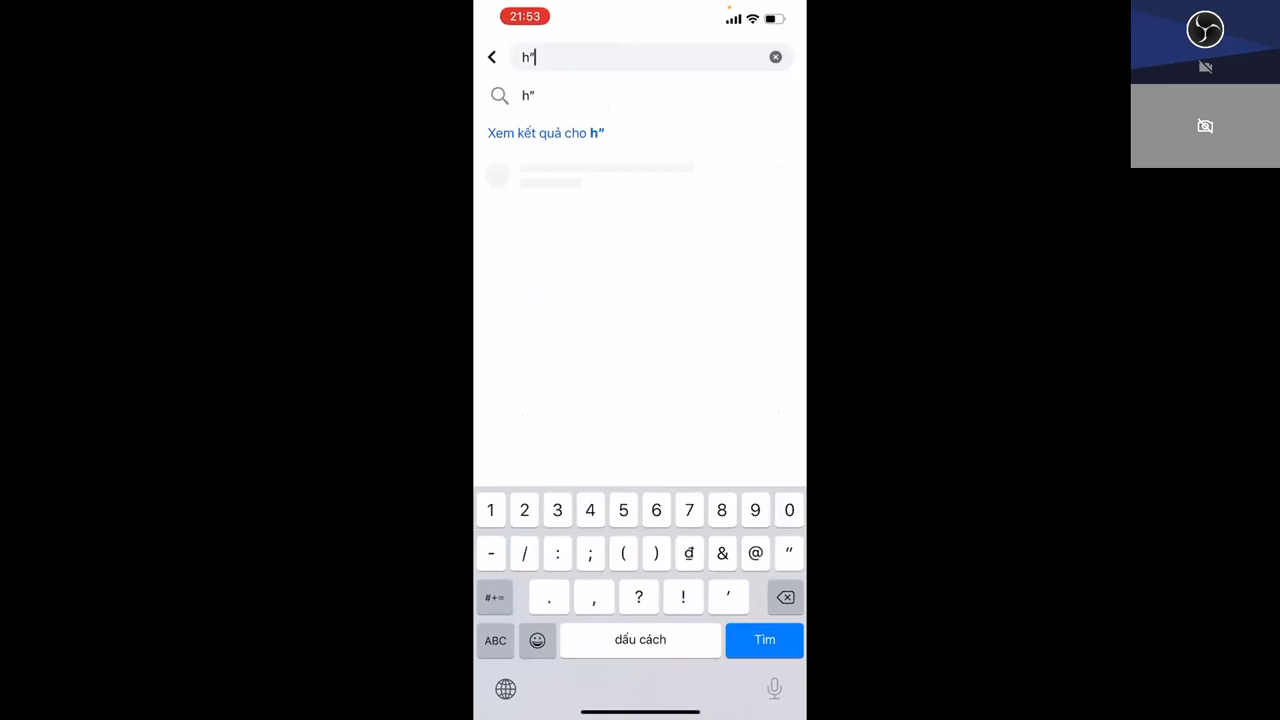 21:53
h”
h”
Xem kết quả cho h”
1 2 3 4 5 6 7 8 9 0
- / : ; ( ) ₫ & @ “
#+= . , ? ! ’
ABC dấu cách Tìm